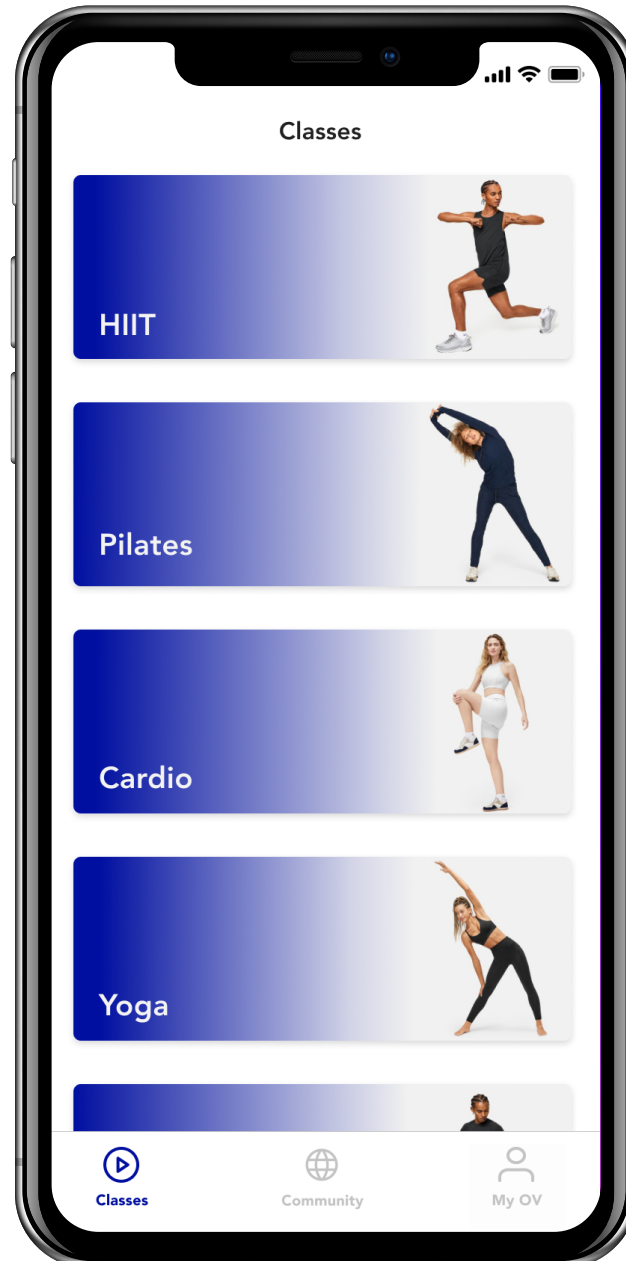 Classes
HIIT
Pilates
Cardio
Yoga
Classes
Community
My OV